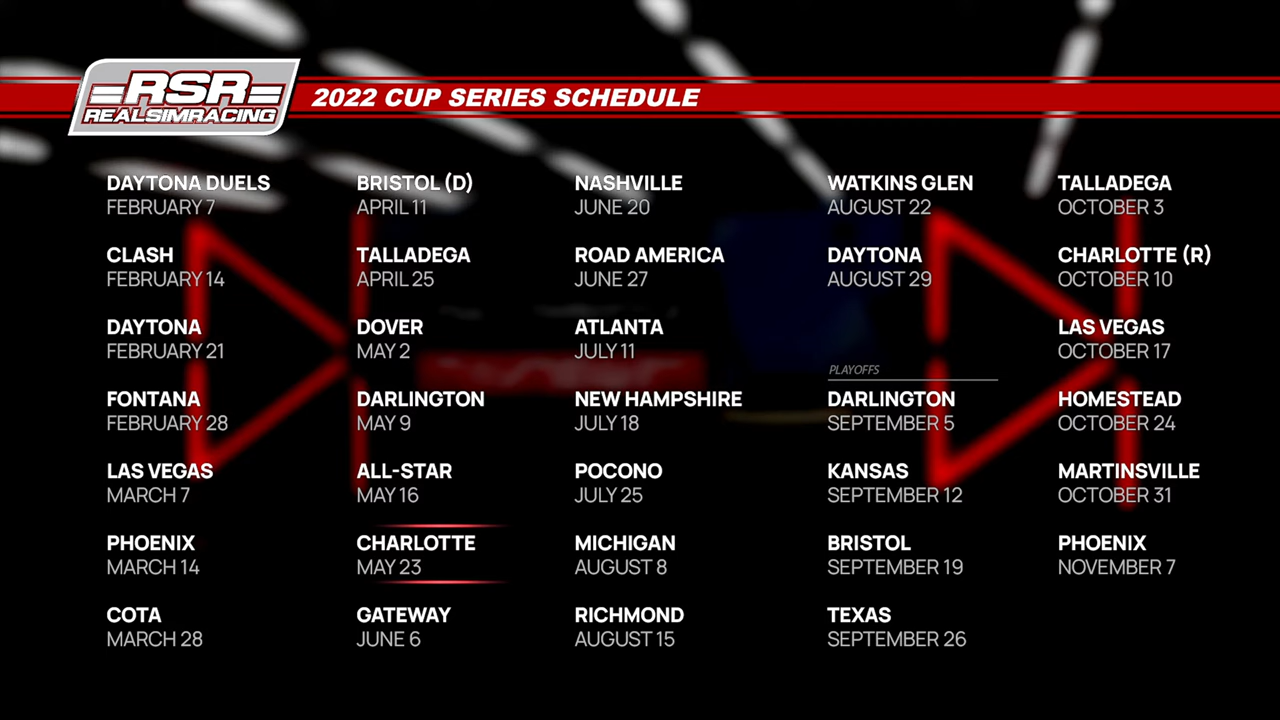 RSR
REALSIMRACING
2022 CUP SERIES SCHEDULE
DAYTONA DUELS
FEBRUARY 7
CLASH
FEBRUARY 14
DAYTONA
FEBRUARY 21
FONTANA
FEBRUARY 28
LAS VEGAS
MARCH 7
PHOENIX
MARCH 14
COTA
MARCH 28
BRISTOL (D)
APRIL 11
TALLADEGA
APRIL 25
DOVER
MAY 2
DARLINGTON
MAY 9
ALL-STAR
MAY 16
CHARLOTTE
MAY 23
GATEWAY
JUNE 6
NASHVILLE
JUNE 20
ROAD AMERICA
JUNE 27
ATLANTA
JULY 11
NEW HAMPSHIRE
JULY 18
POCONO
JULY 25
MICHIGAN
AUGUST 8
RICHMOND
AUGUST 15
WATKINS GLEN
AUGUST 22
DAYTONA
AUGUST 29
PLAYOFFS
DARLINGTON
SEPTEMBER 5
KANSAS
SEPTEMBER 12
BRISTOL
SEPTEMBER 19
TEXAS
SEPTEMBER 26
TALLADEGA
OCTOBER 3
CHARLOTTE (R)
OCTOBER 10
LAS VEGAS
OCTOBER 17
HOMESTEAD
OCTOBER 24
MARTINSVILLE
OCTOBER 31
PHOENIX
NOVEMBER 7